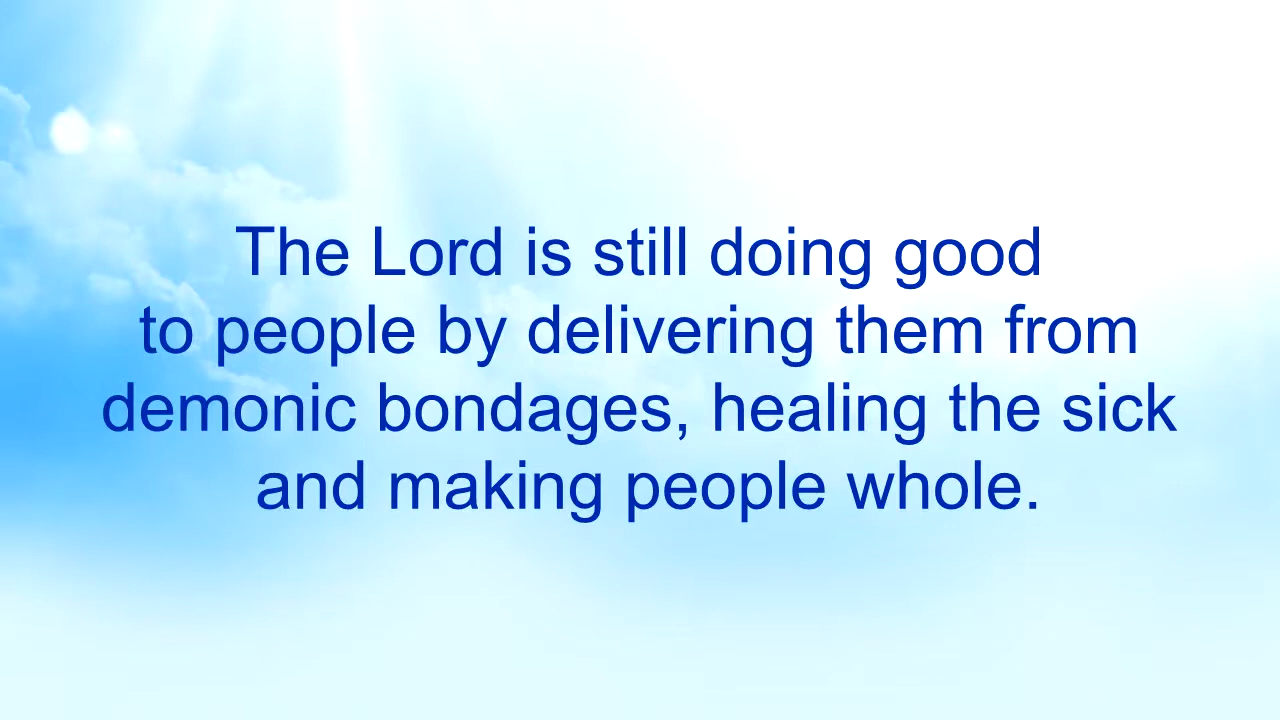 The Lord is still doing good
to people by delivering them from
demonic bondages, healing the sick
and making people whole.